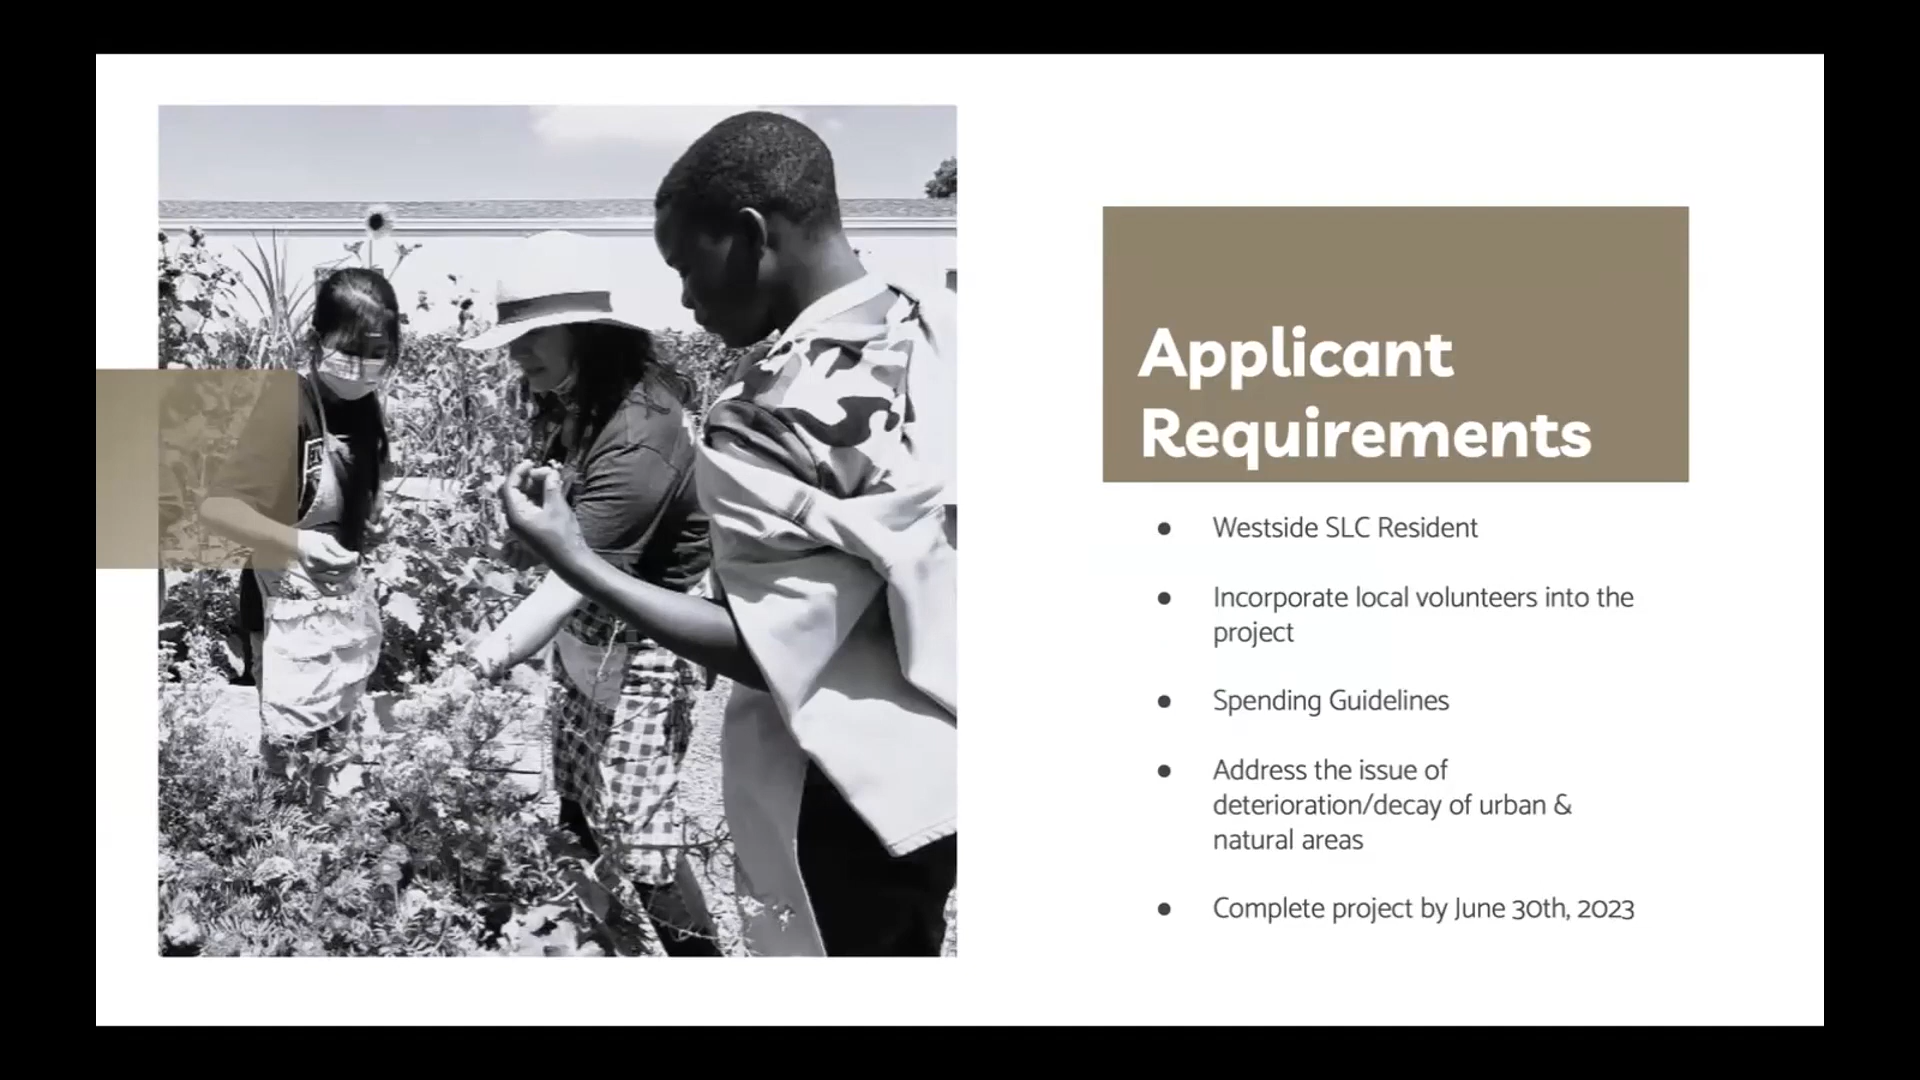 Applicant
Requirements
● Westside SLC Resident
● Incorporate local volunteers into the
project
● Spending Guidelines
● Address the issue of
deterioration/decay of urban &
natural areas
● Complete project by June 30th, 2023